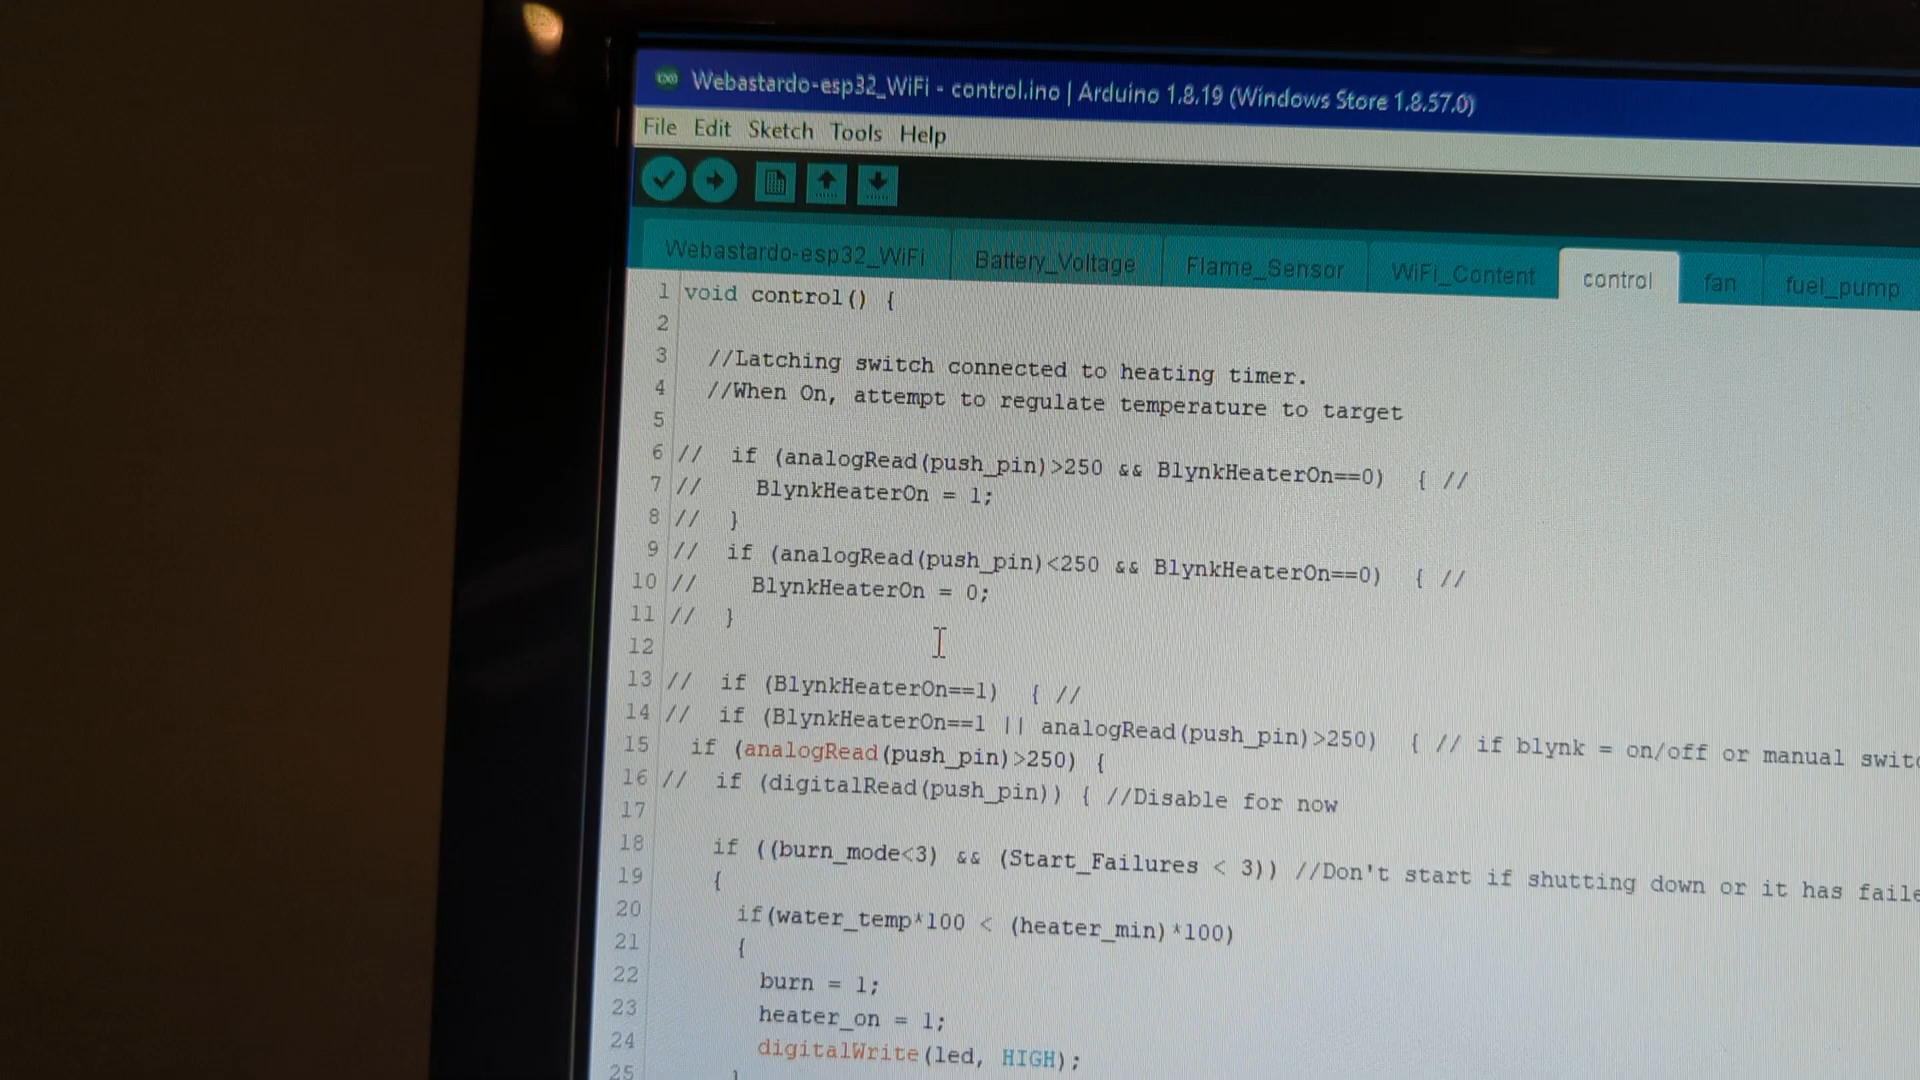 Webastardo-esp32_WiFi - control.ino | Arduino 1.8.19 (Windows Store 1.8.57.0)
File Edit Sketch Tools Help
Webastardo-esp32_WiFi Battery_Voltage Flame_Sensor WiFi_Content control fan fuel_pump
1 void control() {
2
3 //Latching switch connected to heating timer.
4 //When On, attempt to regulate temperature to target
5
6 // if (analogRead(push_pin)>250 && BlynkHeaterOn==0) { //
7 // BlynkHeaterOn = 1;
8 // }
9 // if (analogRead(push_pin)<250 && BlynkHeaterOn==0) { //
10 // BlynkHeaterOn = 0;
11 // }
12
13 // if (BlynkHeaterOn==1) { //
14 // if (BlynkHeaterOn==1 || analogRead(push_pin)>250) { // if blynk = on/off or manual switc
15 if (analogRead(push_pin)>250) {
16 // if (digitalRead(push_pin)) { //Disable for now
17
18 if ((burn_mode<3) && (Start_Failures < 3)) //Don't start if shutting down or it has faile
19 {
20 if(water_temp*100 < (heater_min)*100)
21 {
22 burn = 1;
23 heater_on = 1;
24 digitalWrite(led, HIGH);
25